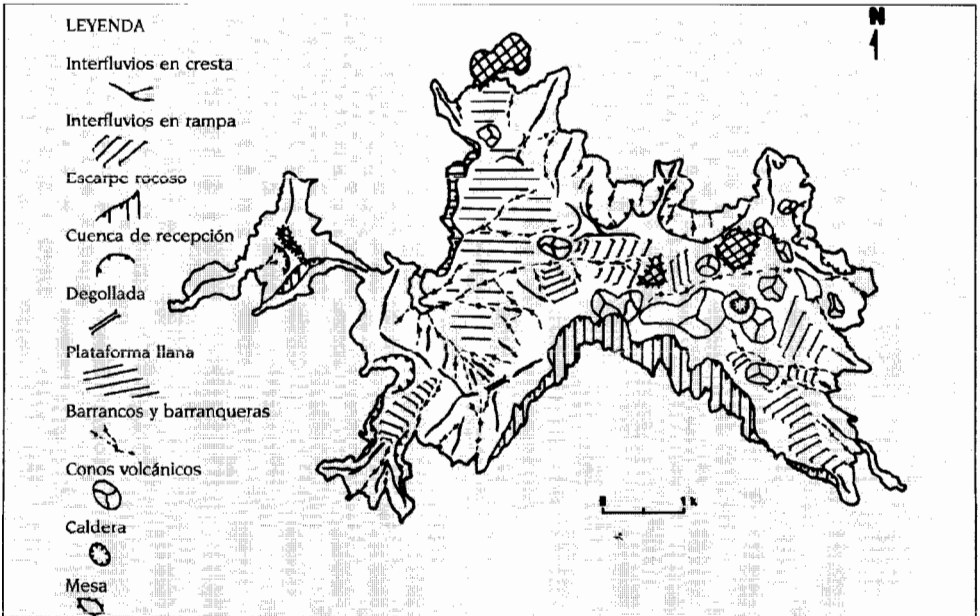 LEYENDA
Interfluvios en cresta
Interfluvios en rampa
Escarpe rocoso
Cuenca de recepción
Degollada
Plataforma llana
Barrancos y barranqueras
Conos volcánicos
Caldera
Mesa
N